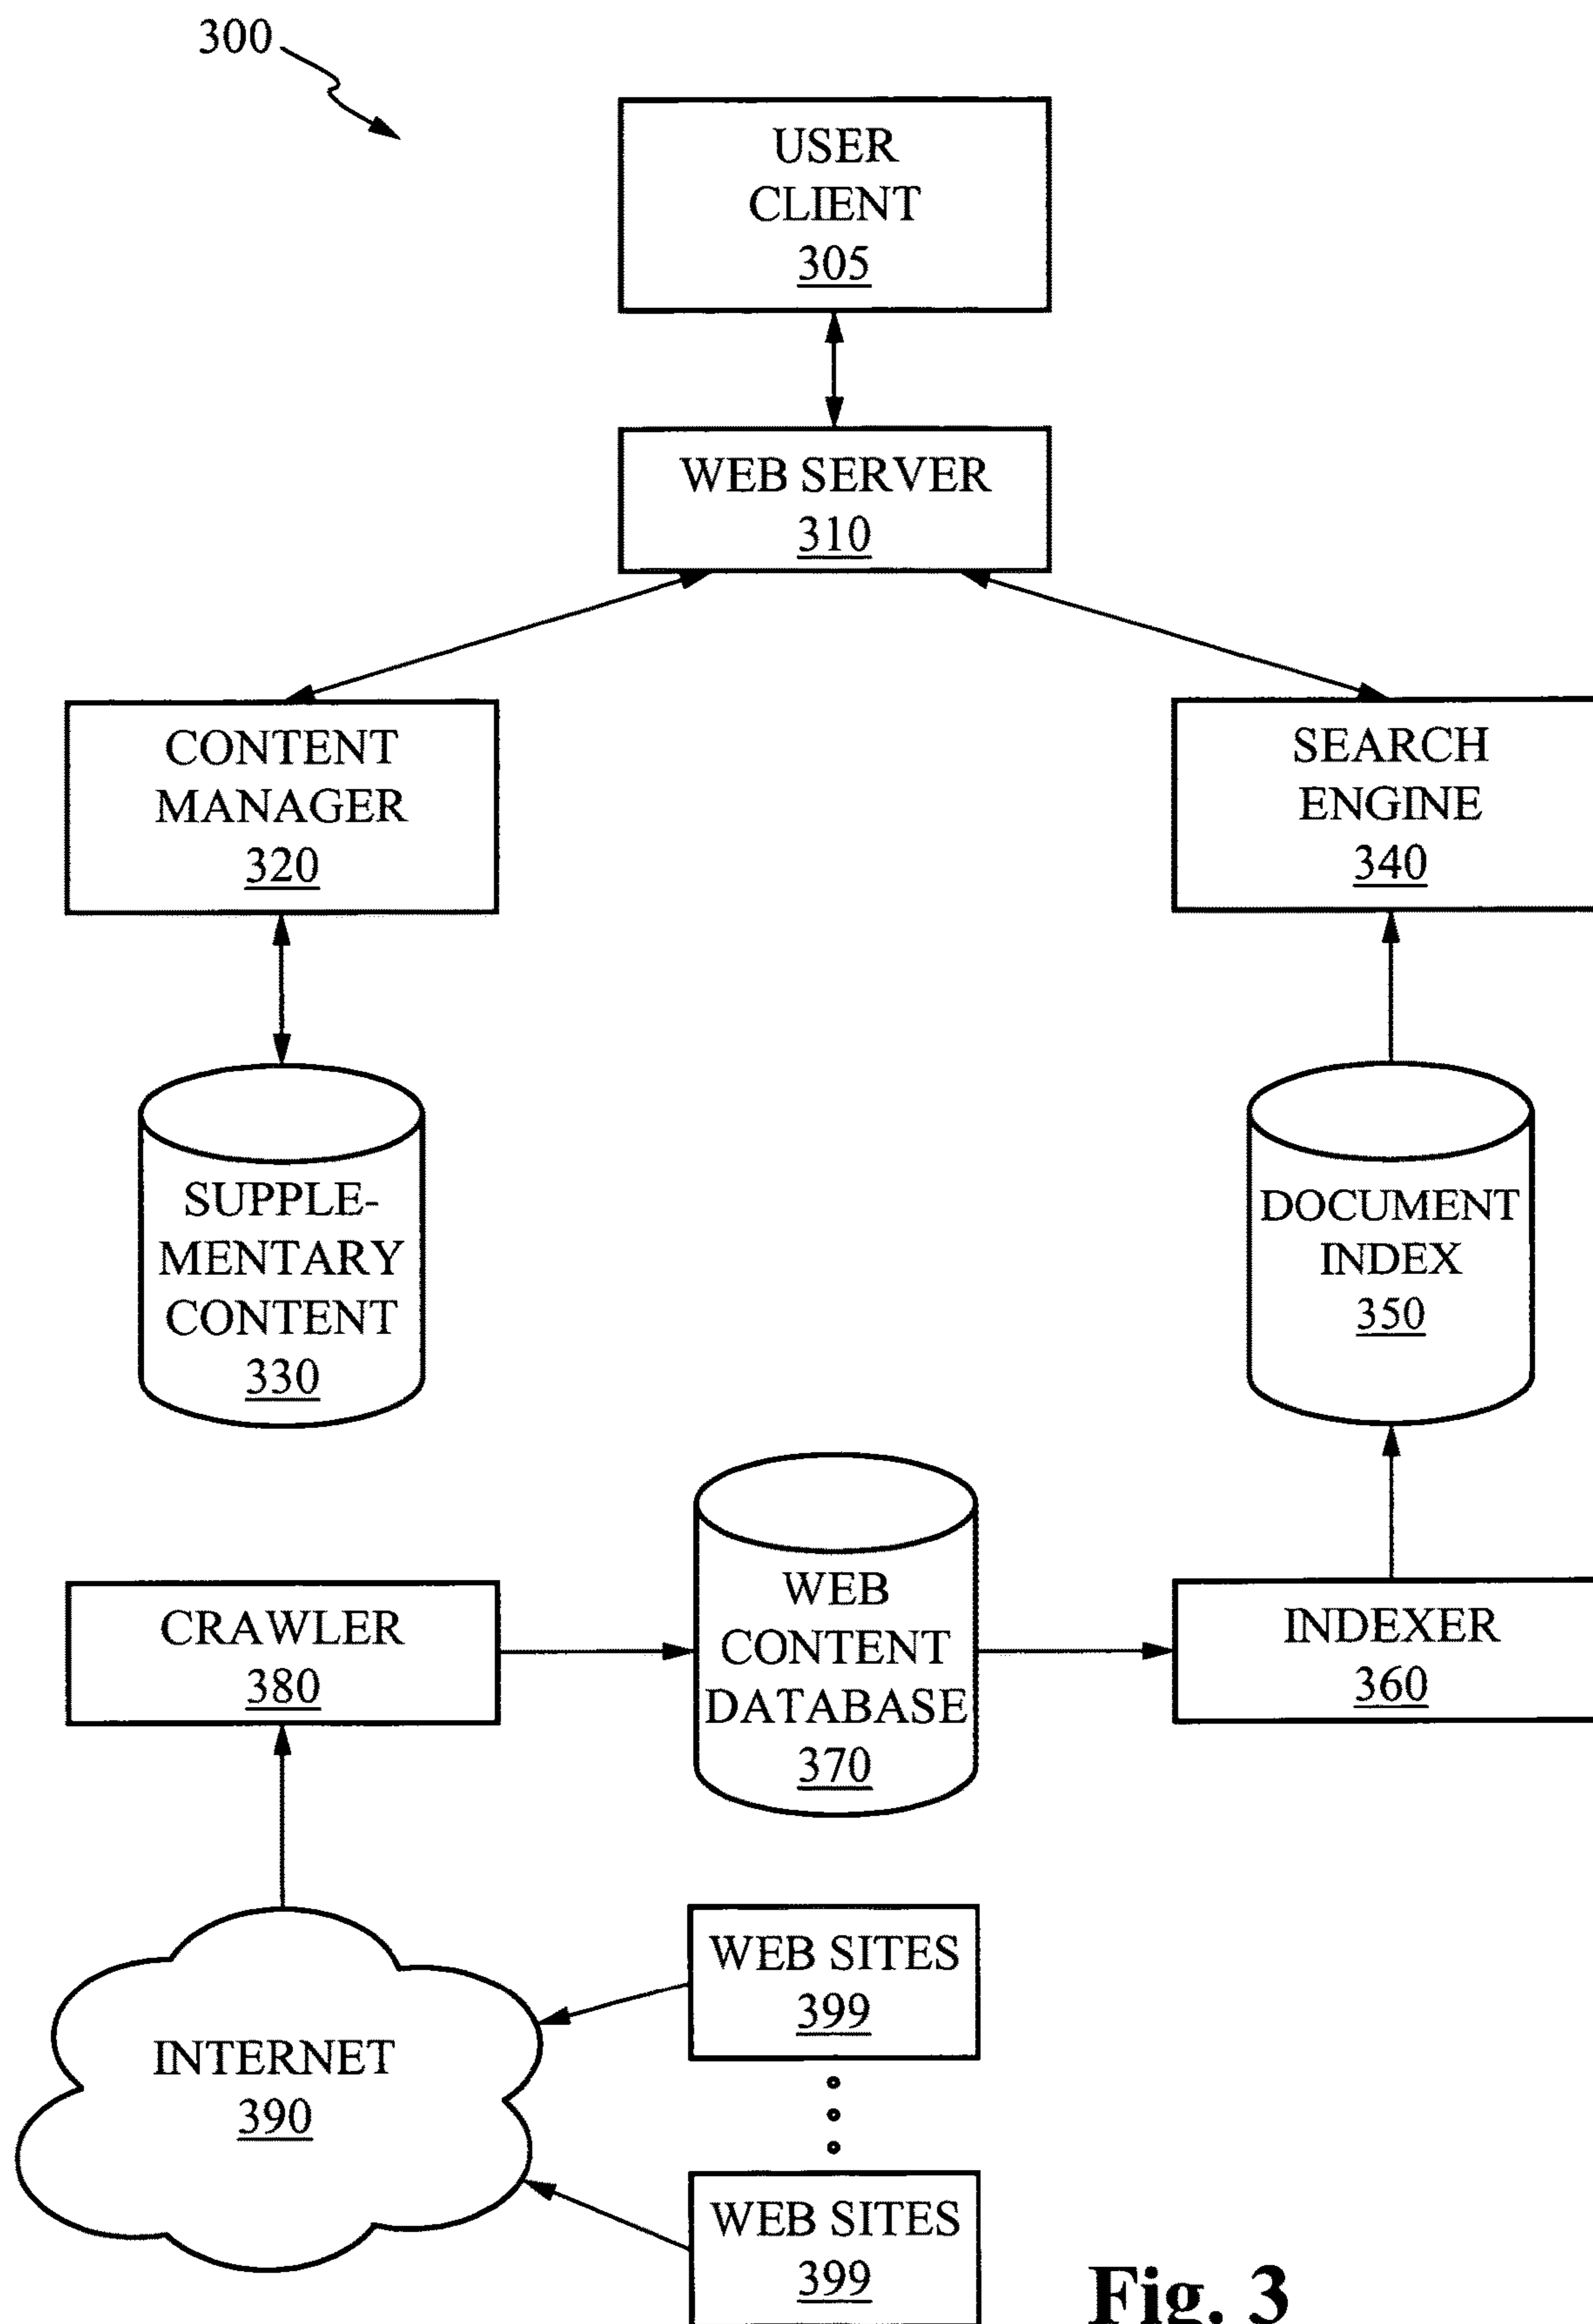 300
USER
CLIENT
305
WEB SERVER
310
CONTENT
MANAGER
320
SEARCH
ENGINE
340
SUPPLE-
MENTARY
CONTENT
330
DOCUMENT
INDEX
350
CRAWLER
380
WEB
CONTENT
DATABASE
370
INDEXER
360
INTERNET
390
WEB SITES
399
WEB SITES
399
Fig. 3